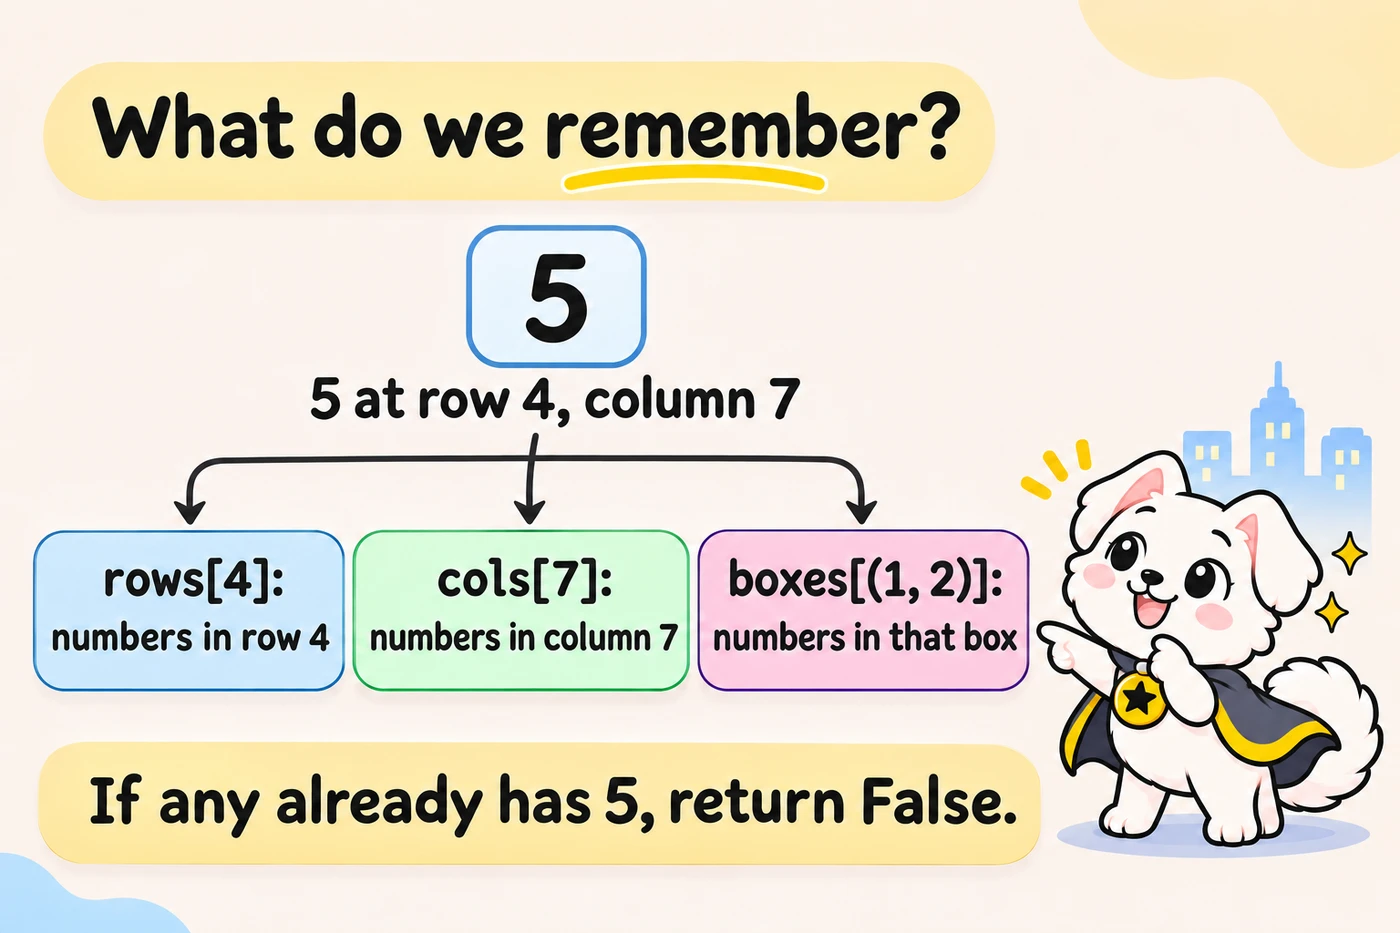 What do we remember?
5
5 at row 4, column 7
rows[4]:
numbers in row 4
cols[7]:
numbers in column 7
boxes[(1, 2)]:
numbers in that box
If any already has 5, return False.